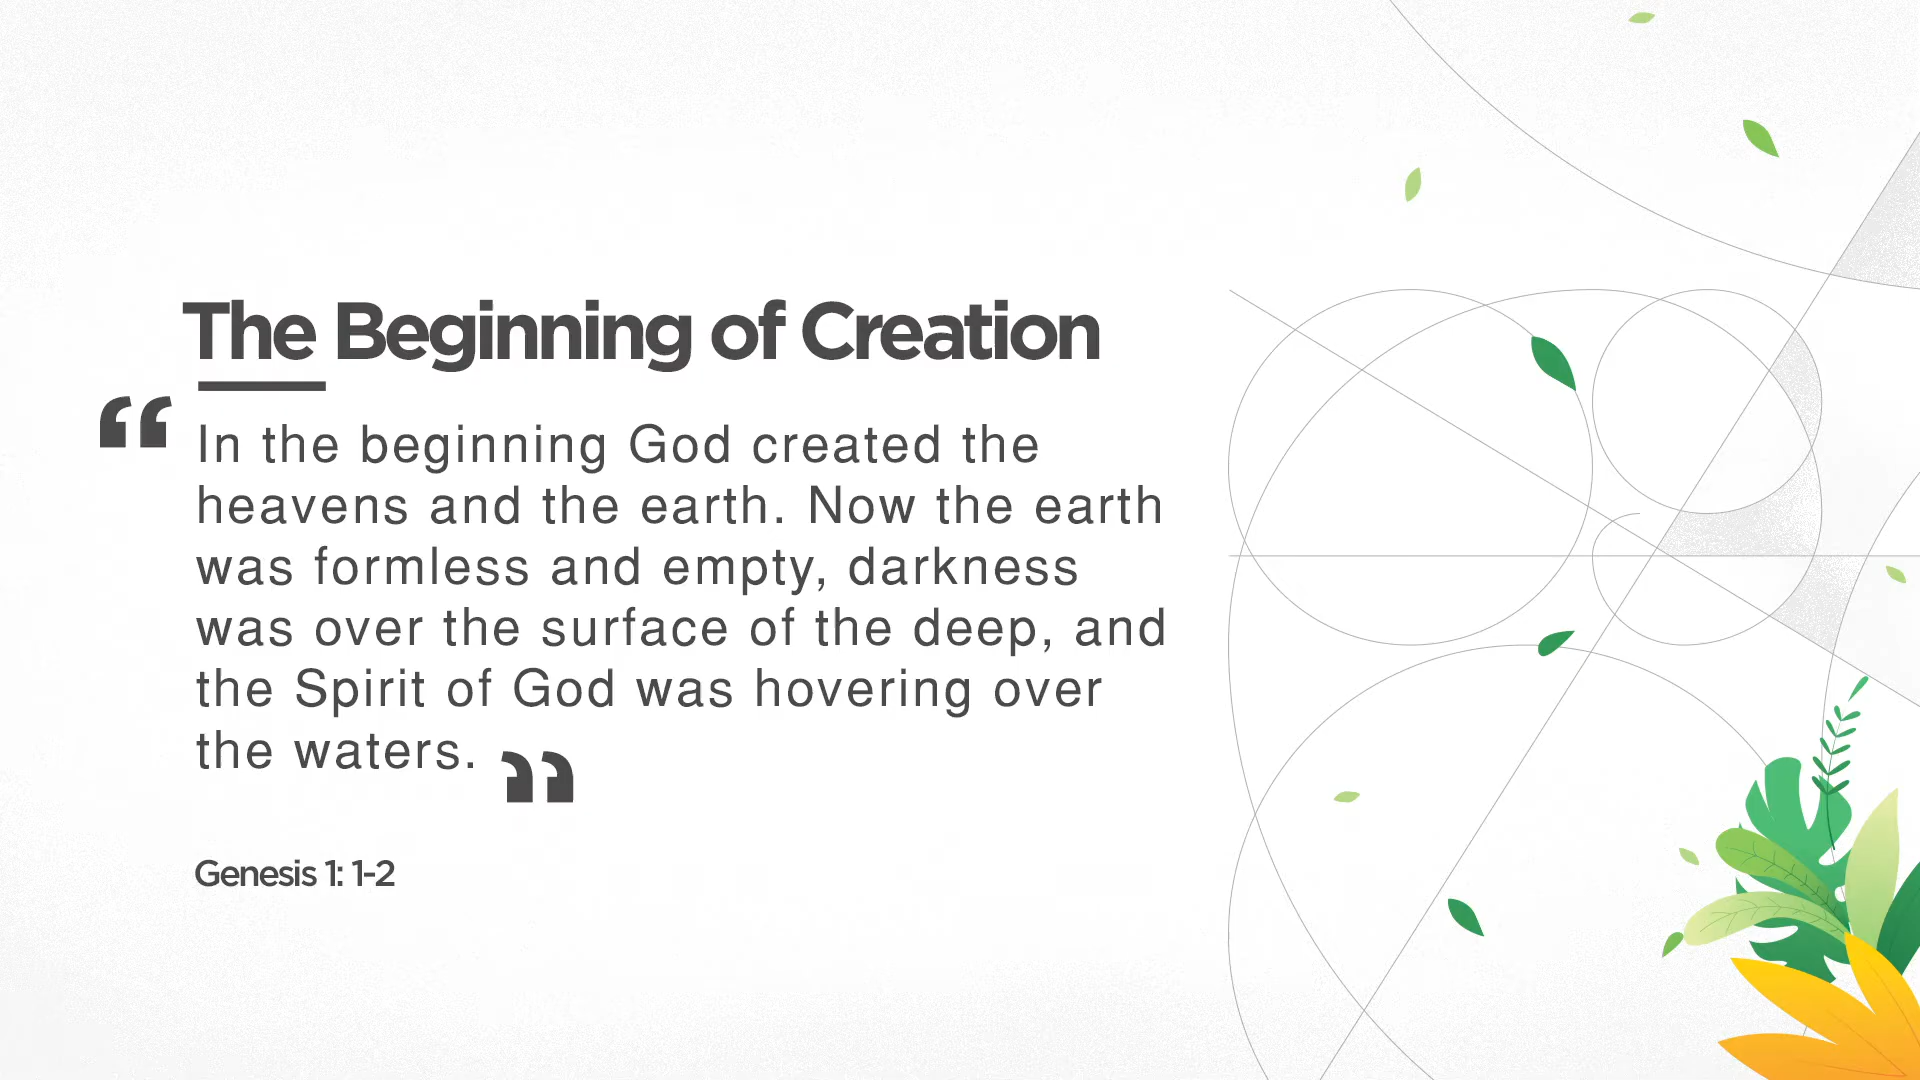 The Beginning of Creation
“In the beginning God created the
heavens and the earth. Now the earth
was formless and empty, darkness
was over the surface of the deep, and
the Spirit of God was hovering over
the waters.”
Genesis 1: 1-2